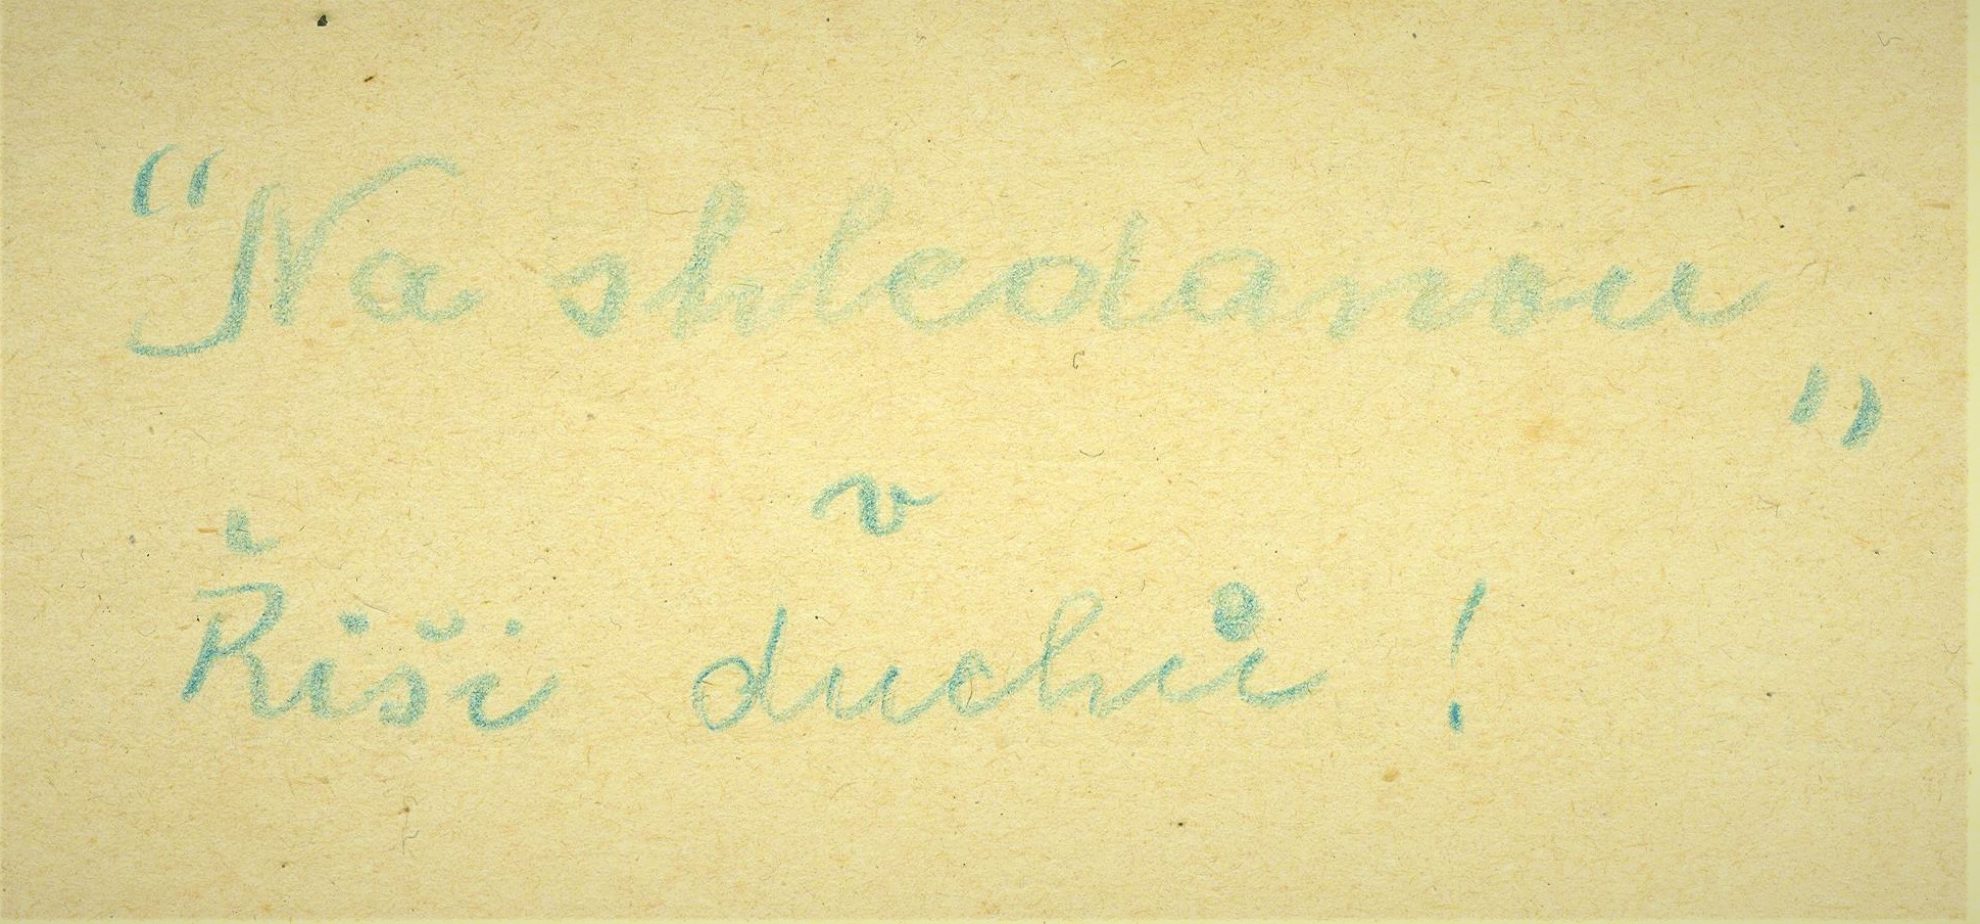 "Na shledanou"
v
Říši duchů!